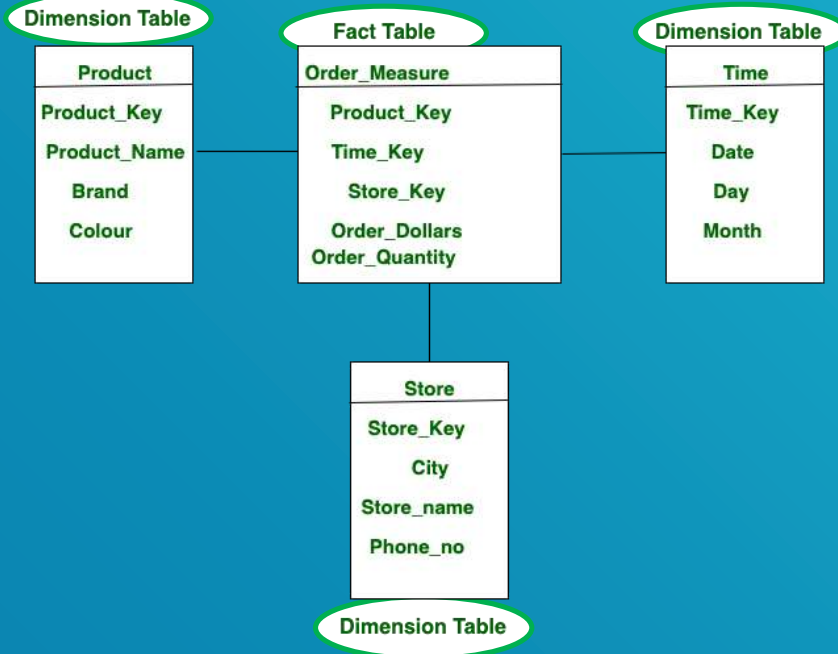 Dimension Table
Product
Product_Key
Product_Name
Brand
Colour
Fact Table
Order_Measure
Product_Key
Time_Key
Store_Key
Order_Dollars
Order_Quantity
Dimension Table
Time
Time_Key
Date
Day
Month
Store
Store_Key
City
Store_name
Phone_no
Dimension Table